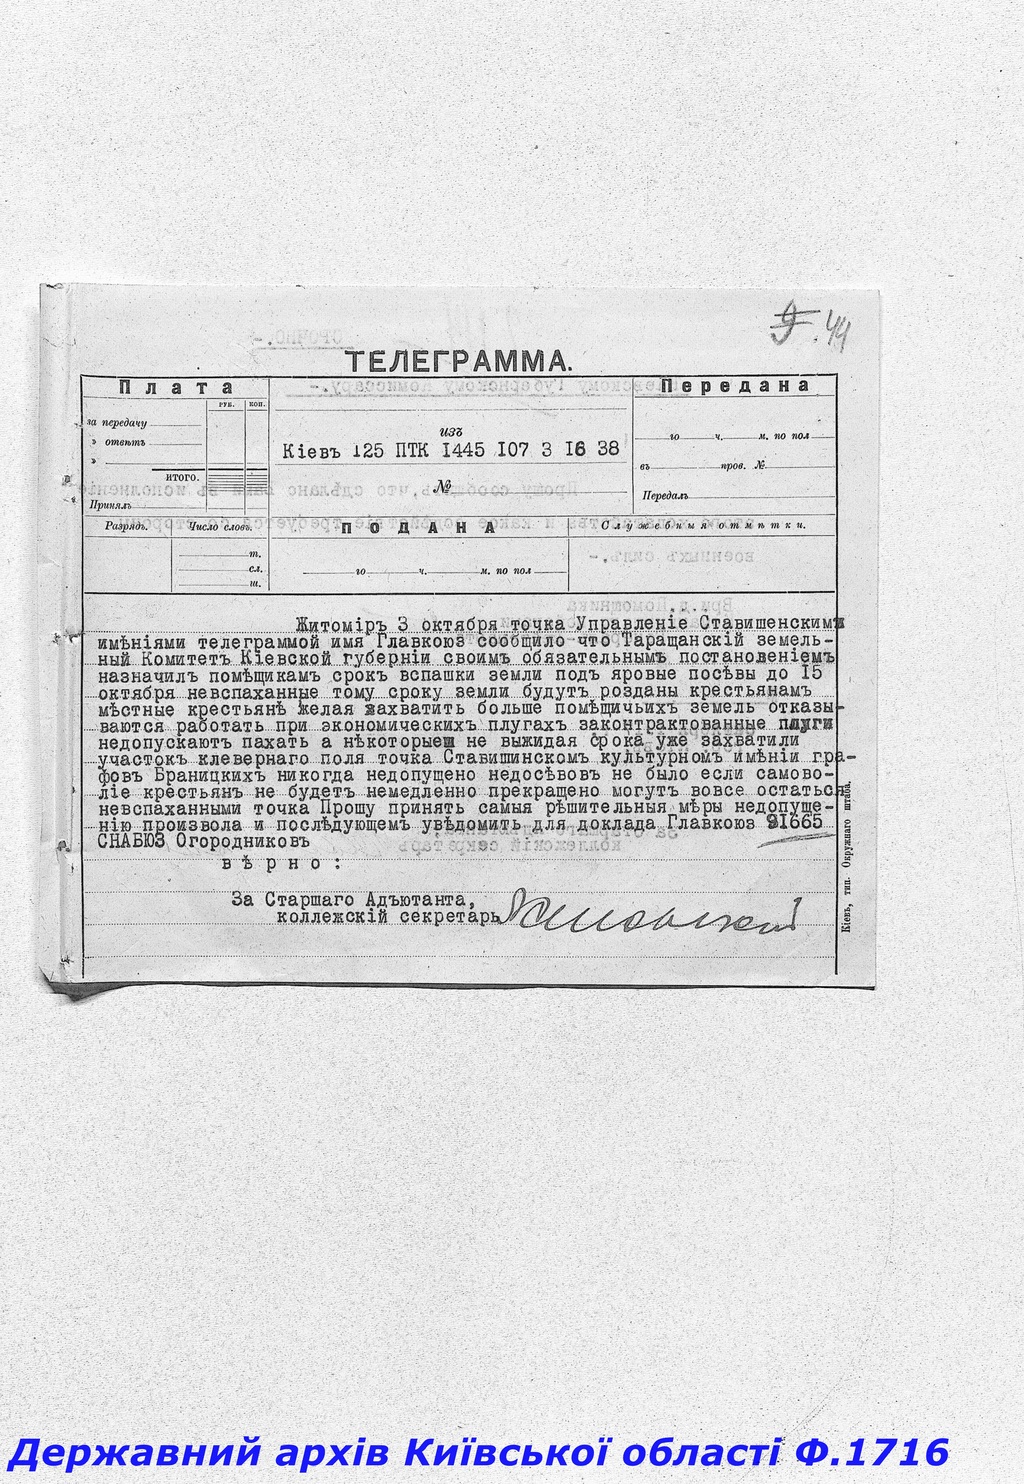 44
ТЕЛЕГРАММА.
Плата
РУБ. КОП.
за передачу
» отвѣтъ
»
ИТОГО.
Принялъ
изъ
Кіевъ 125 ПТК 1445 107 3 16 38
№
Передана
го ч. м. по пол
въ пров. №
Передалъ
Разрядъ. Число словъ.
т.
сл.
ш.
ПОДАНА
го ч. м. по пол
Служебныя отмѣтки.
Житоміръ 3 октября точка Управленіе Ставишенскими
имѣніями телеграммой имя Главкоюз сообщило что Таращанскій земель-
ный Комитетъ Кіевской губерніи своимъ обязательнымъ постановленіемъ
назначилъ помѣщикамъ срокъ вспашки земли подъ яровые посѣвы до 15
октября невспаханные тому сроку земли будутъ розданы крестьянамъ
мѣстные крестьянѣ желая захватить больше помѣщичьихъ земель отказы-
ваются работать при экономическихъ плугахъ законтрактованные плуги
недопускаютъ пахать а нѣкоторые не выжидая срока уже захватили
участокъ клевернаго поля точка Ставишинскомъ культурномъ имѣніи гра-
фовъ Браницкихъ никогда недопущено недосѣвовъ не было если самово-
ліе крестьянъ не будетъ немедленно прекращено могутъ вовсе остаться
невспаханными точка Прошу принять самыя рѣшительныя мѣры недопуще-
нію произвола и послѣдующемъ увѣдомить для доклада Главкоюз 91665
СНАБЮЗ Огородниковъ
вѣрно:
За Старшаго Адъютанта,
коллежскій секретарь
Кіевъ, тип. Окружнаго штаба.
Державний архів Київської області Ф.1716